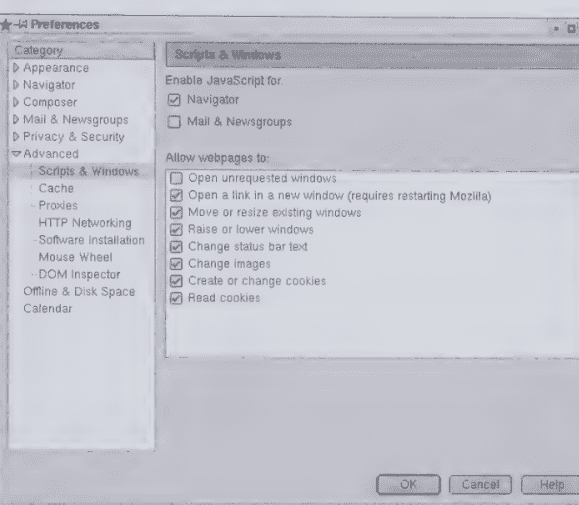 Preferences
Category
Appearance
Navigator
Composer
Mail & Newsgroups
Privacy & Security
Advanced
Scripts & Windows
Cache
Proxies
HTTP Networking
Software Installation
Mouse Wheel
DOM Inspector
Offline & Disk Space
Calendar
Scripts & Windows
Enable JavaScript for
Navigator
Mail & Newsgroups
Allow webpages to:
Open unrequested windows
Open a link in a new window (requires restarting Mozilla)
Move or resize existing windows
Raise or lower windows
Change status bar text
Change images
Create or change cookies
Read cookies
OK Cancel Help